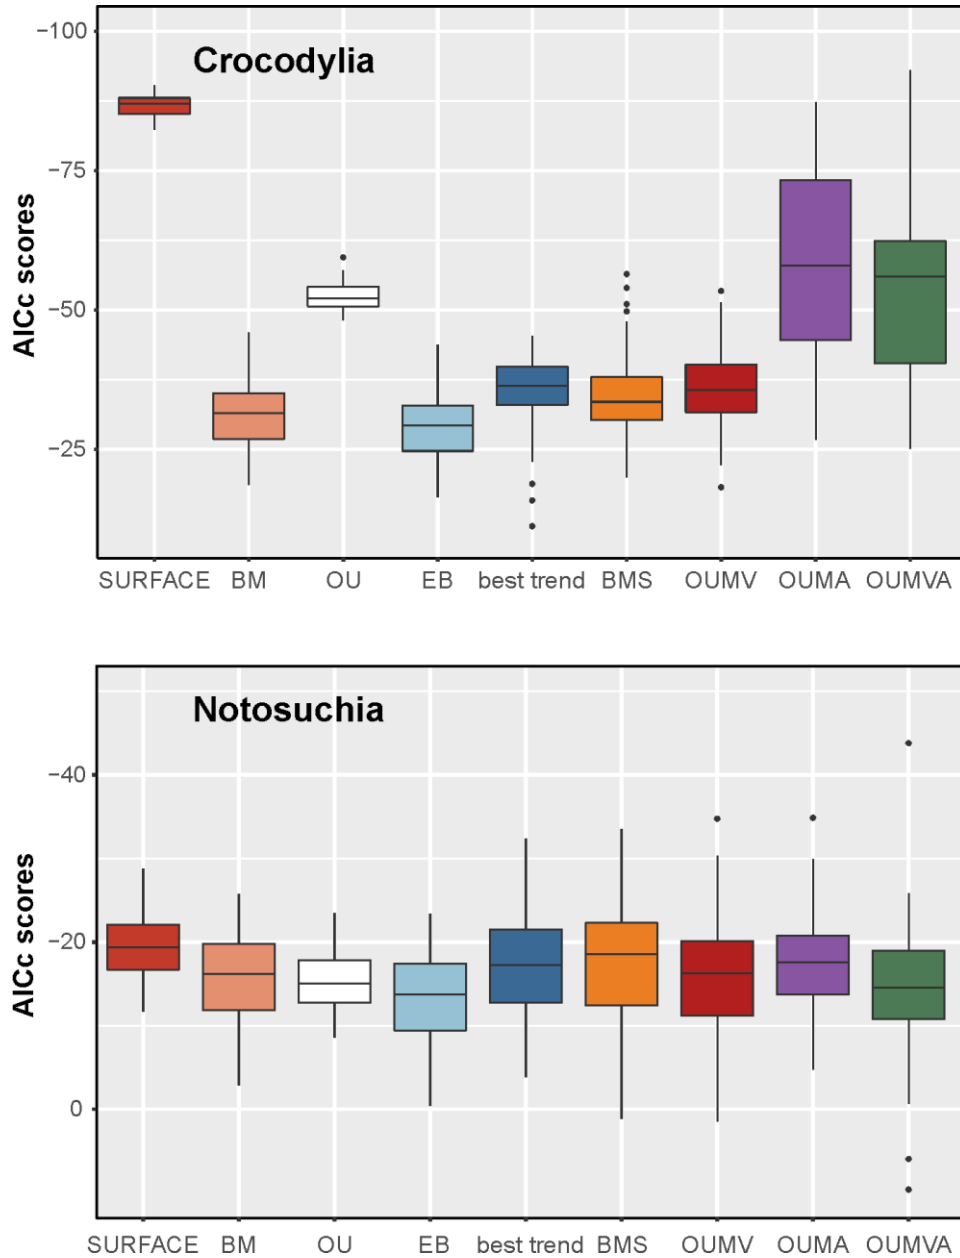 Crocodylia
AICc scores
−100
−75
−50
−25
SURFACE BM OU EB best trend BMS OUMV OUMA OUMVA
Notosuchia
AICc scores
−40
−20
0
SURFACE BM OU EB best trend BMS OUMV OUMA OUMVA